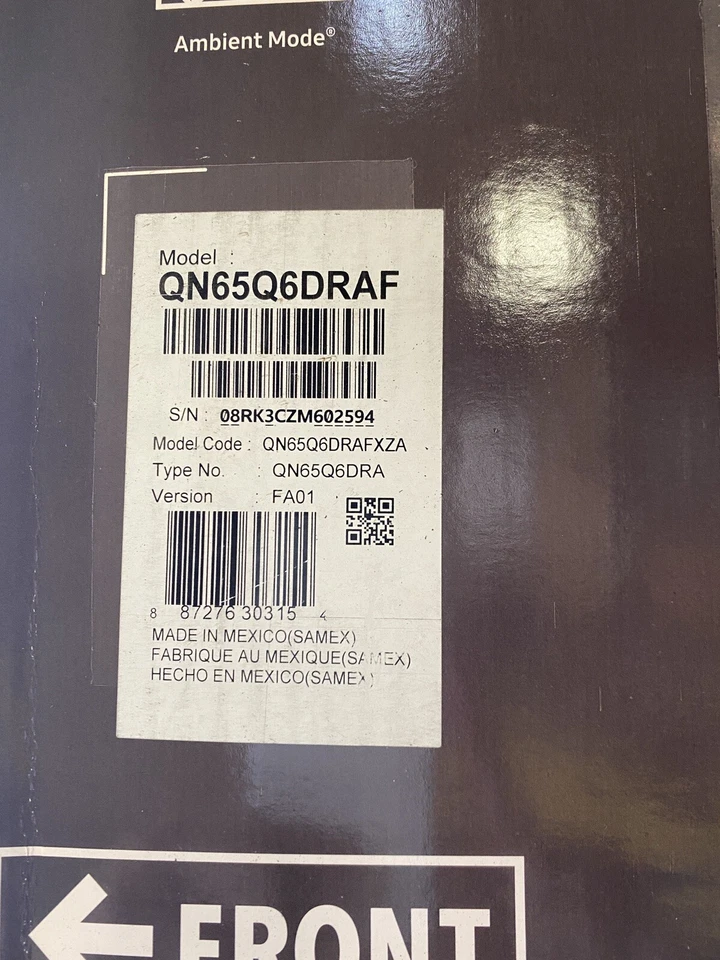 Ambient Mode®
Model :
QN65Q6DRAF
S/N : 08RK3CZM602594
Model Code : QN65Q6DRAFXZA
Type No. : QN65Q6DRA
Version : FA01
8 87276 30315 4
MADE IN MEXICO(SAMEX)
FABRIQUE AU MEXIQUE(SAMEX)
HECHO EN MEXICO(SAMEX)
FRONT